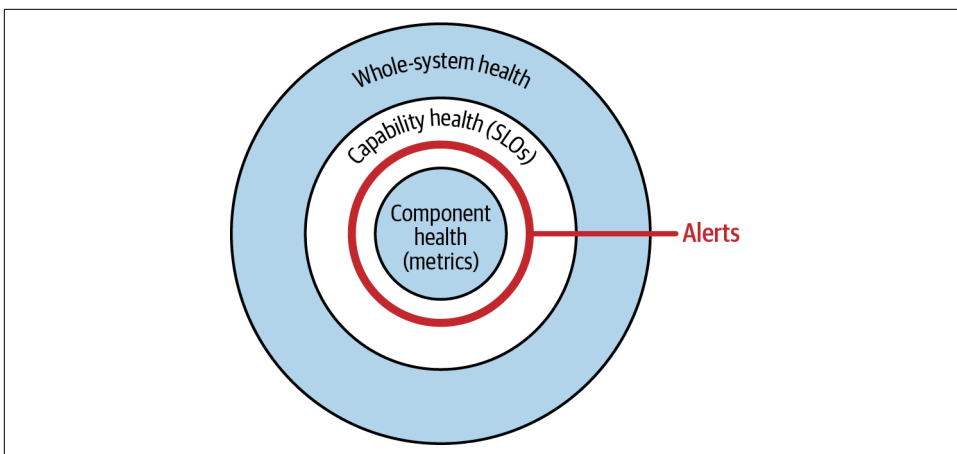 Whole-system health
Capability health (SLOs)
Component
health
(metrics)
Alerts